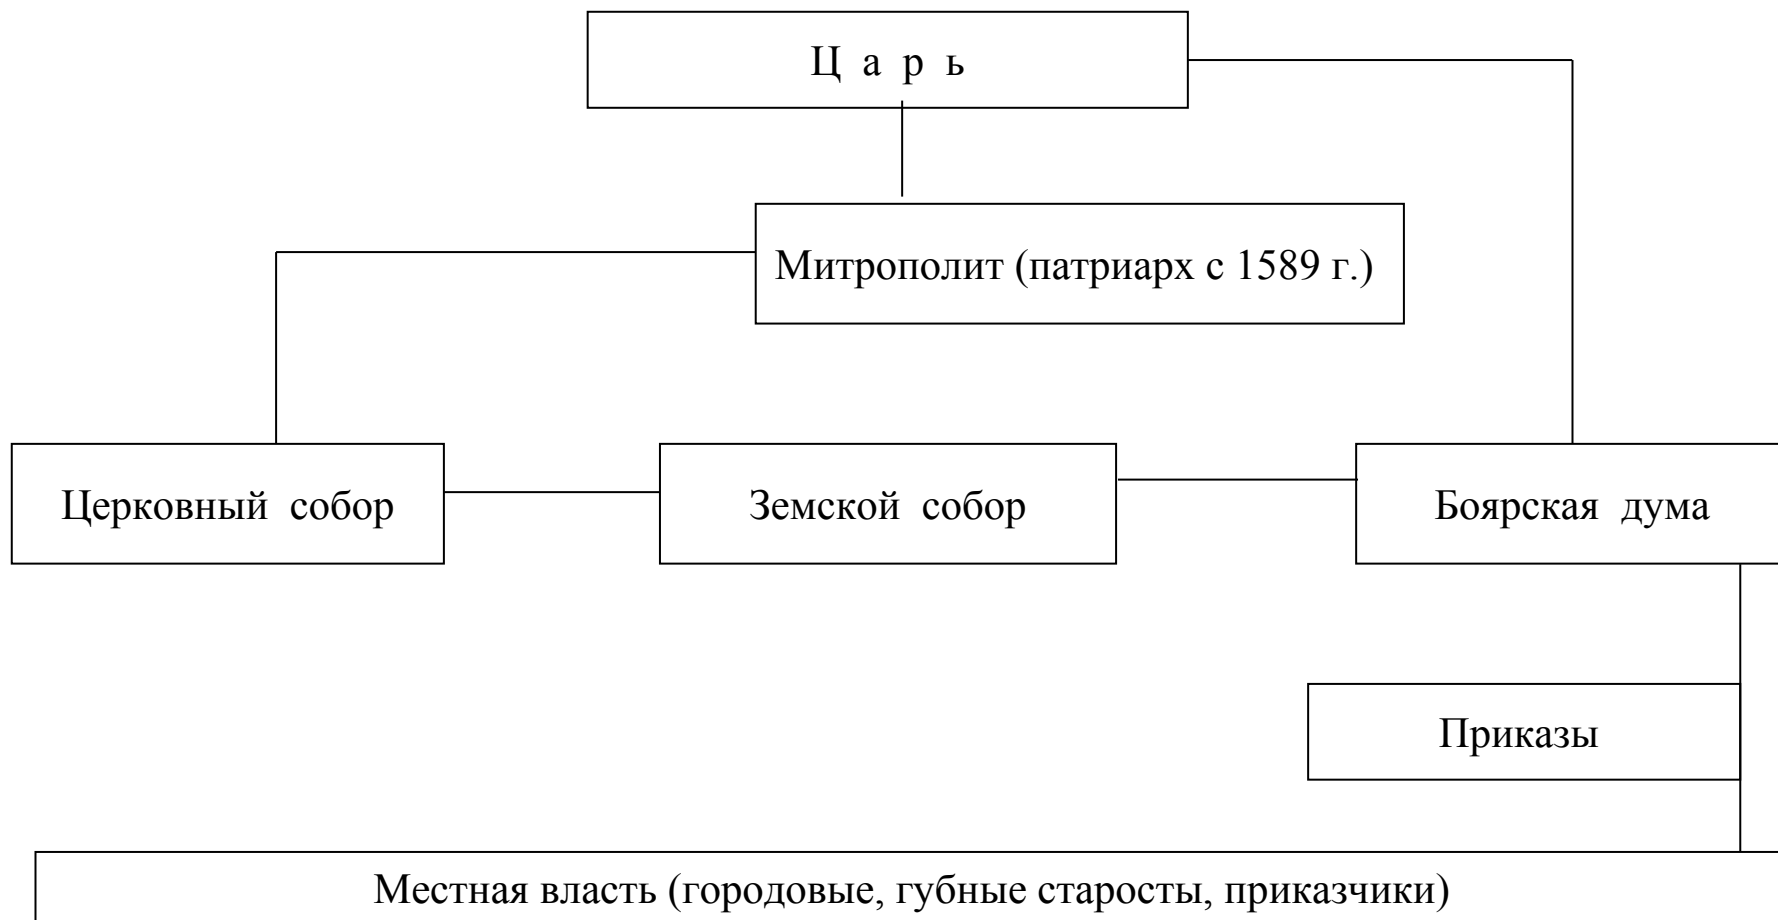 Ц а р ь
Митрополит (патриарх с 1589 г.)
Церковный собор
Земской собор
Боярская дума
Приказы
Местная власть (городовые, губные старосты, приказчики)